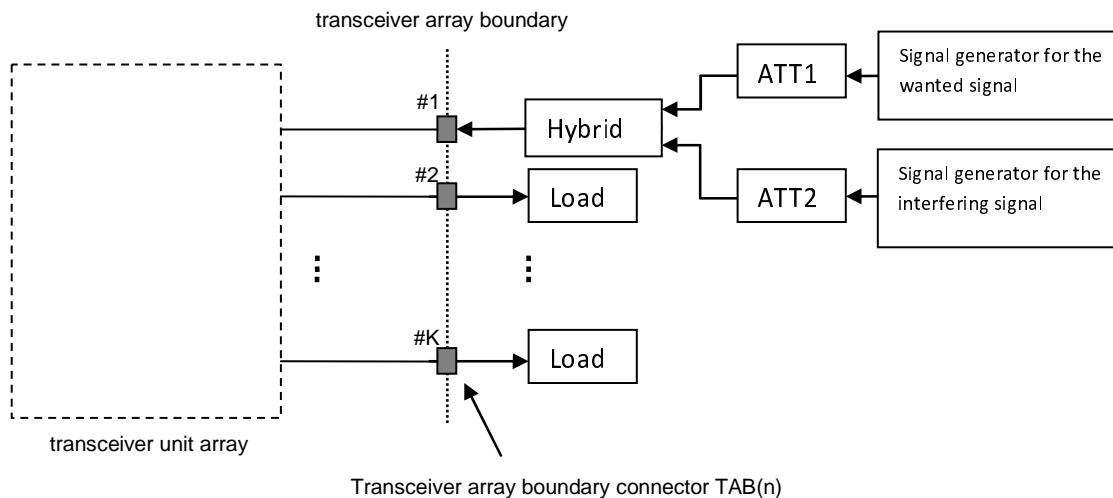 transceiver array boundary
Signal generator for the
wanted signal
ATT1
#1
Hybrid
#2
Load
Signal generator for the
interfering signal
ATT2
#K
Load
transceiver unit array
Transceiver array boundary connector TAB(n)